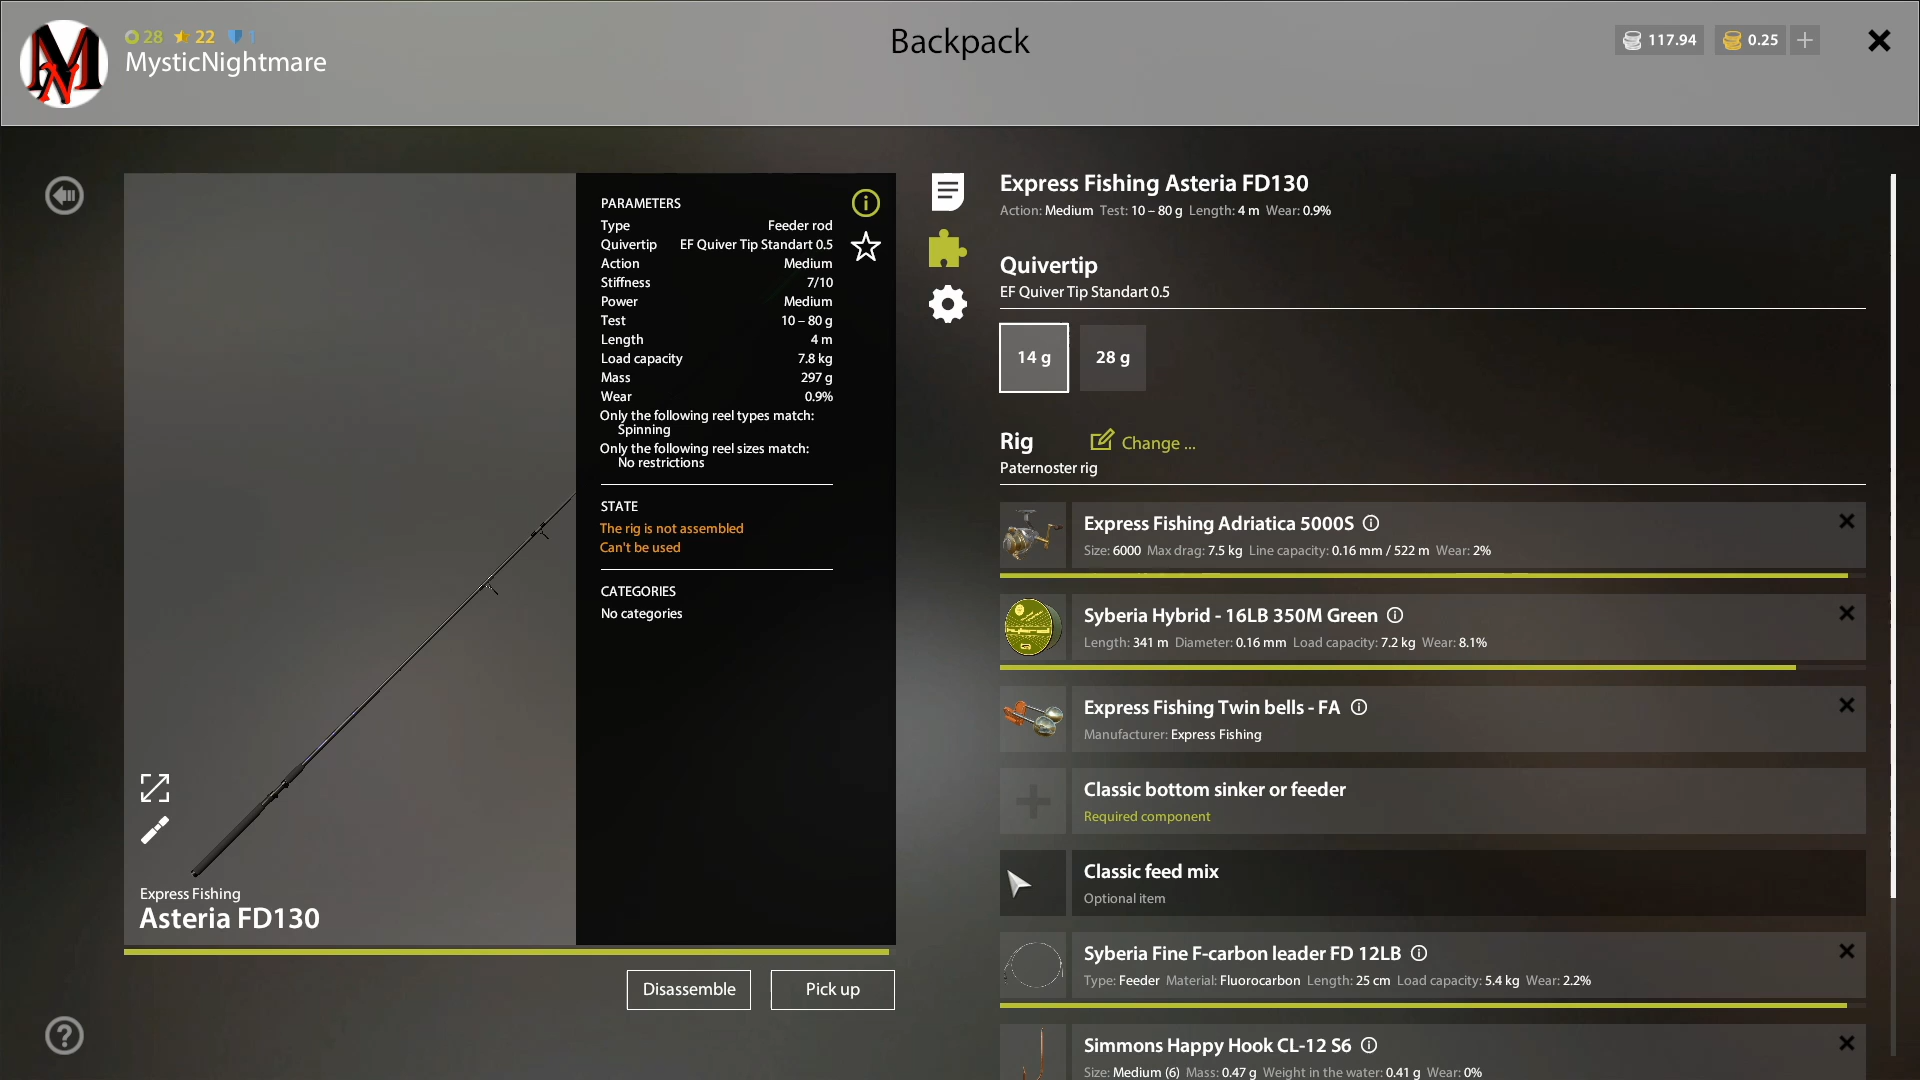 28 22 1
MysticNightmare
Backpack
117.94 0.25
PARAMETERS
Type Feeder rod
Quivertip EF Quiver Tip Standart 0.5
Action Medium
Stiffness 7/10
Power Medium
Test 10 – 80 g
Length 4 m
Load capacity 7.8 kg
Mass 297 g
Wear 0.9%
Only the following reel types match:
Spinning
Only the following reel sizes match:
No restrictions
STATE
The rig is not assembled
Can't be used
CATEGORIES
No categories
Express Fishing
Asteria FD130
Disassemble Pick up
Express Fishing Asteria FD130
Action: Medium Test: 10 – 80 g Length: 4 m Wear: 0.9%
Quivertip
EF Quiver Tip Standart 0.5
14 g 28 g
Rig Change ...
Paternoster rig
Express Fishing Adriatica 5000S
Size: 6000 Max drag: 7.5 kg Line capacity: 0.16 mm / 522 m Wear: 2%
Syberia Hybrid - 16LB 350M Green
Length: 341 m Diameter: 0.16 mm Load capacity: 7.2 kg Wear: 8.1%
Express Fishing Twin bells - FA
Manufacturer: Express Fishing
Classic bottom sinker or feeder
Required component
Classic feed mix
Optional item
Syberia Fine F-carbon leader FD 12LB
Type: Feeder Material: Fluorocarbon Length: 25 cm Load capacity: 5.4 kg Wear: 2.2%
Simmons Happy Hook CL-12 S6
Size: Medium (6) Mass: 0.47 g Weight in the water: 0.41 g Wear: 0%